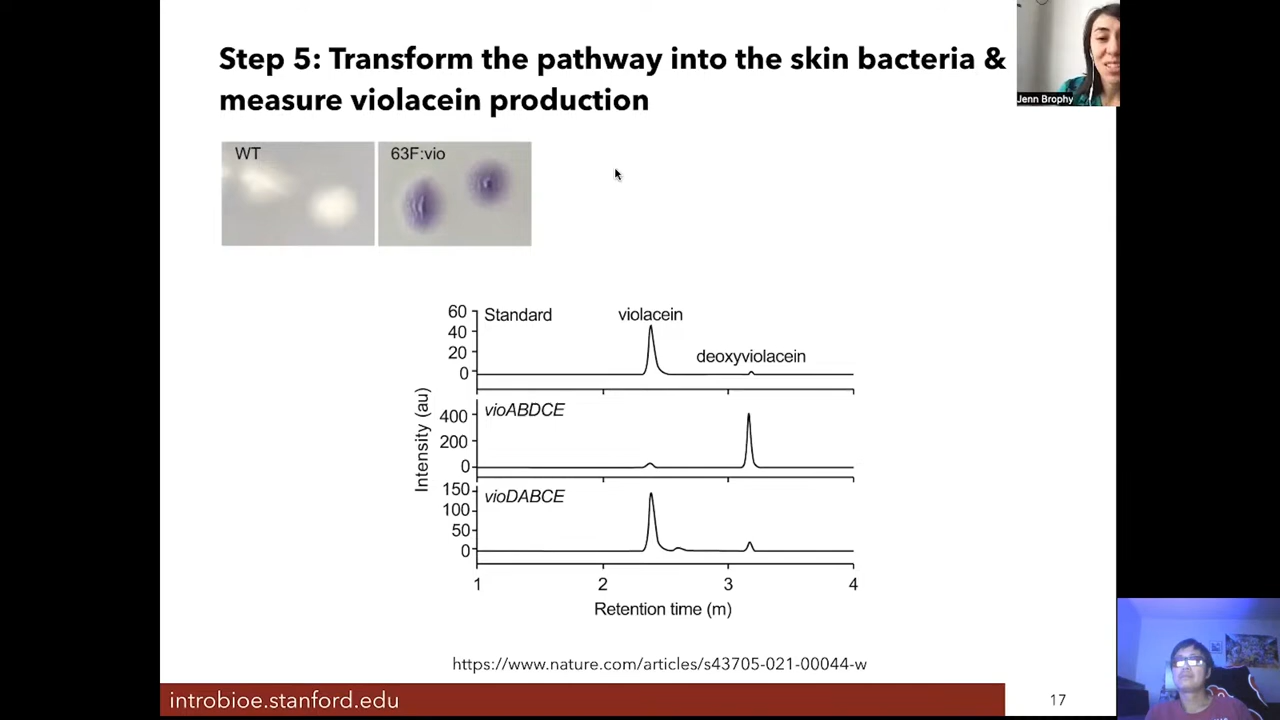 Step 5: Transform the pathway into the skin bacteria &
measure violacein production
Jenn Brophy
WT
63F:vio
60
40
20
0
Standard
violacein
deoxyviolacein
Intensity (au)
400
200
0
vioABDCE
150
100
50
0
vioDABCE
1 2 3 4
Retention time (m)
https://www.nature.com/articles/s43705-021-00044-w
introbioe.stanford.edu
17